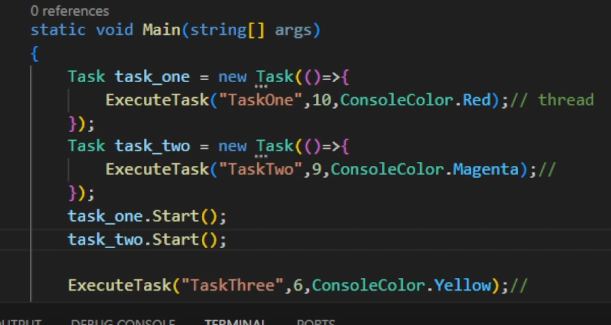 0 references
static void Main(string[] args)
{
    Task task_one = new Task(()=>{
        ExecuteTask("TaskOne",10,ConsoleColor.Red);// thread
    });
    Task task_two = new Task(()=>{
        ExecuteTask("TaskTwo",9,ConsoleColor.Magenta);//
    });
    task_one.Start();
    task_two.Start();
    ExecuteTask("TaskThree",6,ConsoleColor.Yellow);//
OUTPUT DEBUG CONSOLE TERMINAL PORTS